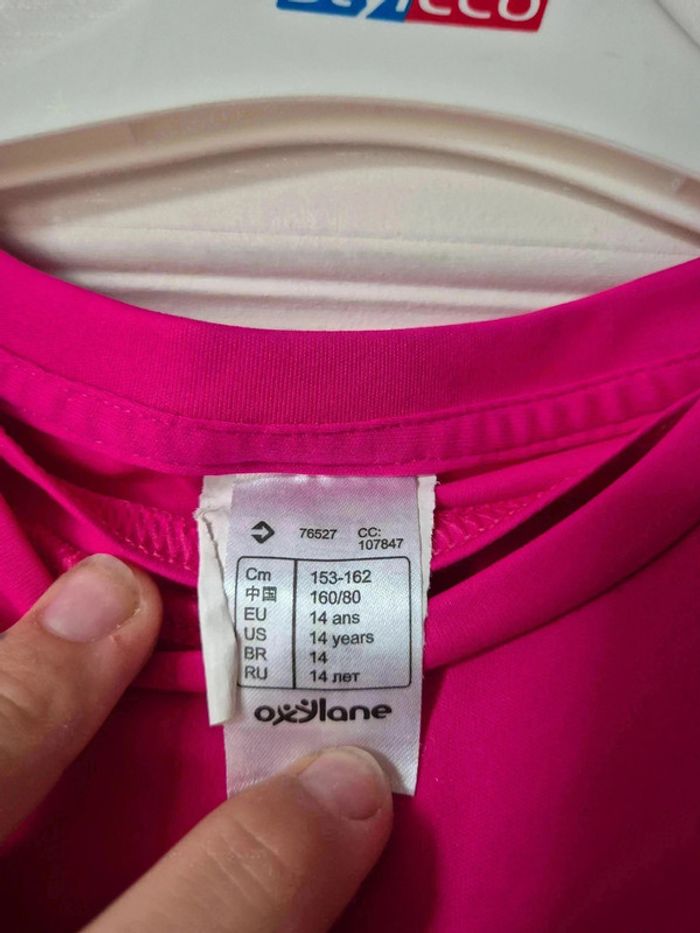 Styleco
76527 CC:
107847
Cm 153-162
中国 160/80
EU 14 ans
US 14 years
BR 14
RU 14 лет
oxylane